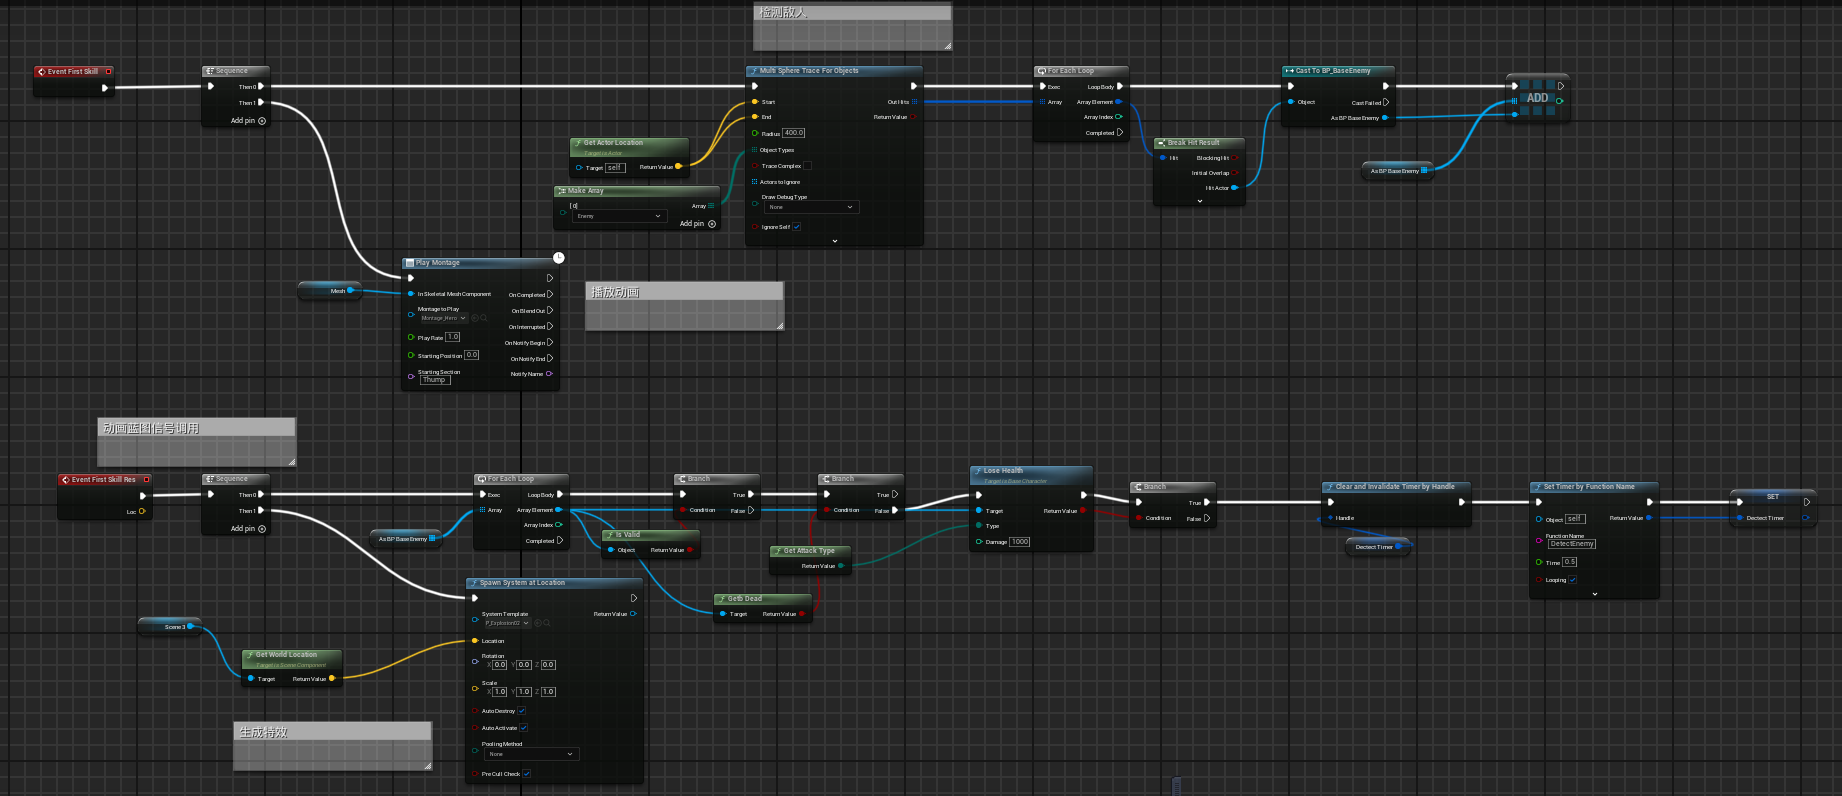 检测敌人
Event First Skill
Sequence
Then 0
Then 1
Add pin
Multi Sphere Trace For Objects
Start
Out Hits
End
Return Value
Radius 400.0
Object Types
Trace Complex
Actors to Ignore
Draw Debug Type
None
Ignore Self
Get Actor Location
Target is Actor
Target self
Return Value
Make Array
[0]
Array
Enemy
Add pin
For Each Loop
Exec
Loop Body
Array
Array Element
Array Index
Completed
Break Hit Result
Hit
Blocking Hit
Initial Overlap
Hit Actor
Cast To BP_BaseEnemy
Object
Cast Failed
As BP Base Enemy
ADD
As BP Base Enemy
Play Montage
In Skeletal Mesh Component
On Completed
Montage to Play
Montage_Hero
On Blend Out
On Interrupted
Play Rate 1.0
On Notify Begin
Starting Position 0.0
On Notify End
Starting Section
Thump
Notify Name
Mesh
播放动画
动画蓝图信号调用
Event First Skill Res
Loc
Sequence
Then 0
Then 1
Add pin
As BP Base Enemy
For Each Loop
Exec
Loop Body
Array
Array Element
Array Index
Completed
Is Valid
Object
Return Value
Branch
True
Condition
False
Branch
True
Condition
False
Get Attack Type
Return Value
Getb Dead
Target
Return Value
Lose Health
Target is Base Character
Target
Return Value
Type
Damage 1000
Branch
True
Condition
False
Clear and Invalidate Timer by Handle
Handle
Dectect Timer
Set Timer by Function Name
Object self
Return Value
Function Name
DetectEnemy
Time 0.5
Looping
SET
Dectect Timer
Spawn System at Location
System Template
P_Explosion02
Return Value
Location
Rotation
X 0.0 Y 0.0 Z 0.0
Scale
X 1.0 Y 1.0 Z 1.0
Auto Destroy
Auto Activate
Pooling Method
None
Pre Cull Check
Scene3
Get World Location
Target is Scene Component
Target
Return Value
生成特效